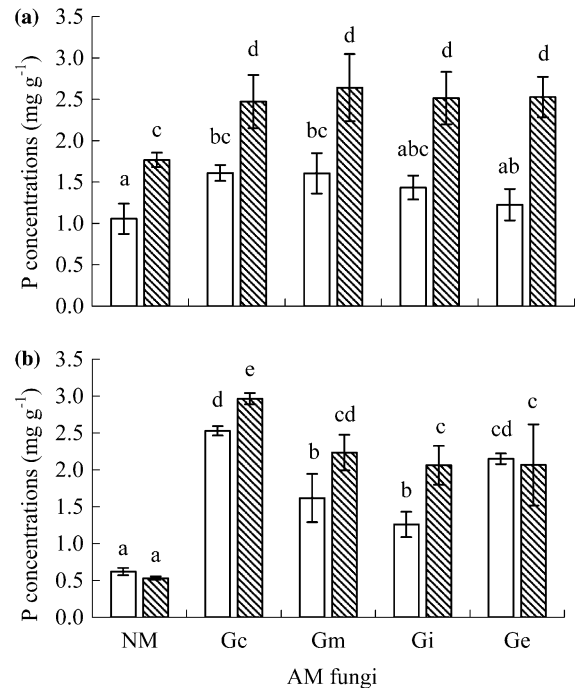 (a)
P concentrations (mg g⁻¹)
3.5
3.0
2.5
2.0
1.5
1.0
0.5
0.0
a c bc d bc d abc d ab d
(b)
P concentrations (mg g⁻¹)
3.5
3.0
2.5
2.0
1.5
1.0
0.5
0.0
a a d e b cd b c cd c
NM Gc Gm Gi Ge
AM fungi